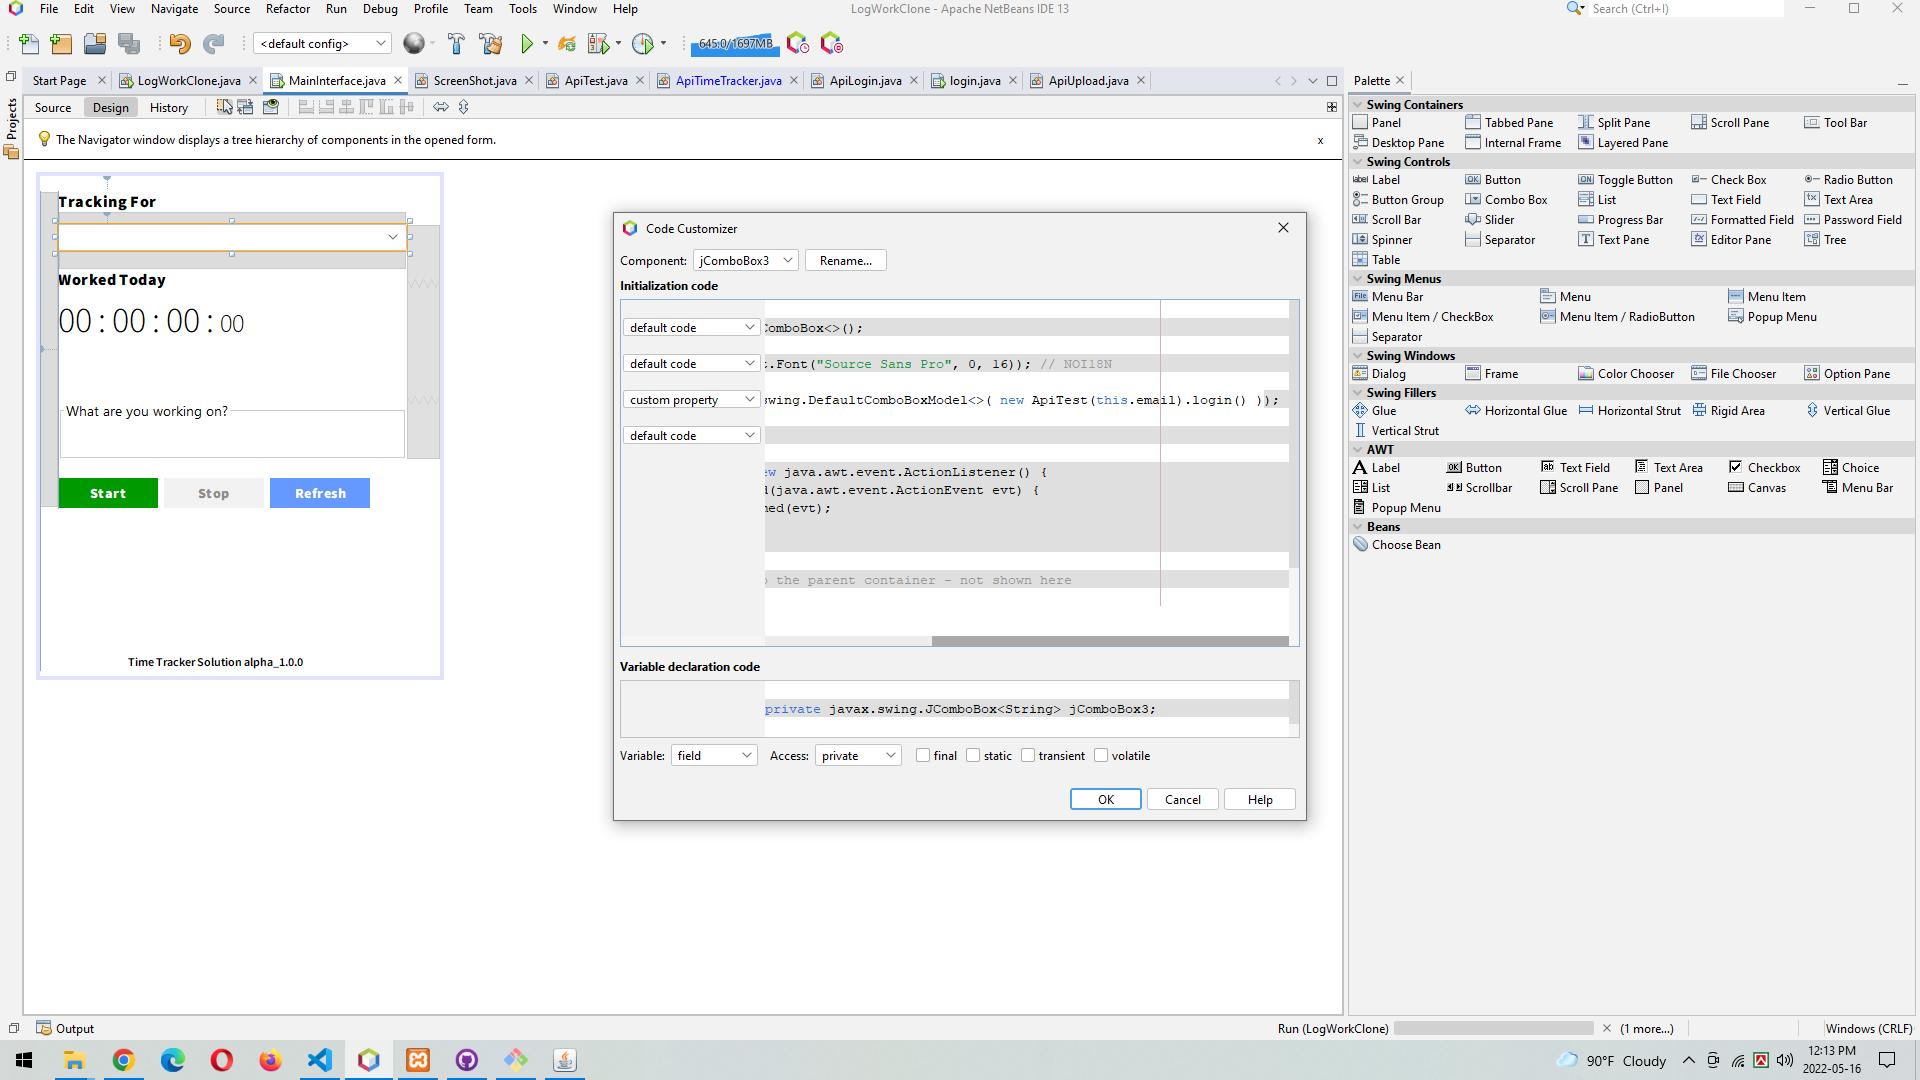 File Edit View Navigate Source Refactor Run Debug Profile Team Tools Window Help
LogWorkClone - Apache NetBeans IDE 13
Search (Ctrl+I)
<default config>
645.0/1697MB
Start Page
LogWorkClone.java
MainInterface.java
ScreenShot.java
ApiTest.java
ApiTimeTracker.java
ApiLogin.java
login.java
ApiUpload.java
Source Design History
Projects
The Navigator window displays a tree hierarchy of components in the opened form.
x
Tracking For
Worked Today
00 : 00 : 00 : 00
What are you working on?
Start Stop Refresh
Time Tracker Solution alpha_1.0.0
Code Customizer
Component: jComboBox3 Rename...
Initialization code
default code ComboBox<>();
default code .Font("Source Sans Pro", 0, 16)); // NOI18N
custom property swing.DefaultComboBoxModel<>( new ApiTest(this.email).login() ));
default code
java.awt.event.ActionListener() {
(java.awt.event.ActionEvent evt) {
(evt);
the parent container - not shown here
Variable declaration code
private javax.swing.JComboBox<String> jComboBox3;
Variable: field Access: private final static transient volatile
OK Cancel Help
Palette
Swing Containers
Panel Tabbed Pane Split Pane Scroll Pane Tool Bar
Desktop Pane Internal Frame Layered Pane
Swing Controls
label Label OK Button ON Toggle Button Check Box Radio Button
Button Group Combo Box List Text Field Text Area
Scroll Bar Slider Progress Bar Formatted Field Password Field
Spinner Separator Text Pane Editor Pane Tree
Table
Swing Menus
File Menu Bar Menu Menu Item
Menu Item / CheckBox Menu Item / RadioButton Popup Menu
Separator
Swing Windows
Dialog Frame Color Chooser File Chooser Option Pane
Swing Fillers
Glue Horizontal Glue Horizontal Strut Rigid Area Vertical Glue
Vertical Strut
AWT
A Label OK Button Text Field Text Area Checkbox Choice
List Scrollbar Scroll Pane Panel Canvas Menu Bar
Popup Menu
Beans
Choose Bean
Output
Run (LogWorkClone)
(1 more...)
Windows (CRLF)
90°F Cloudy
12:13 PM
2022-05-16